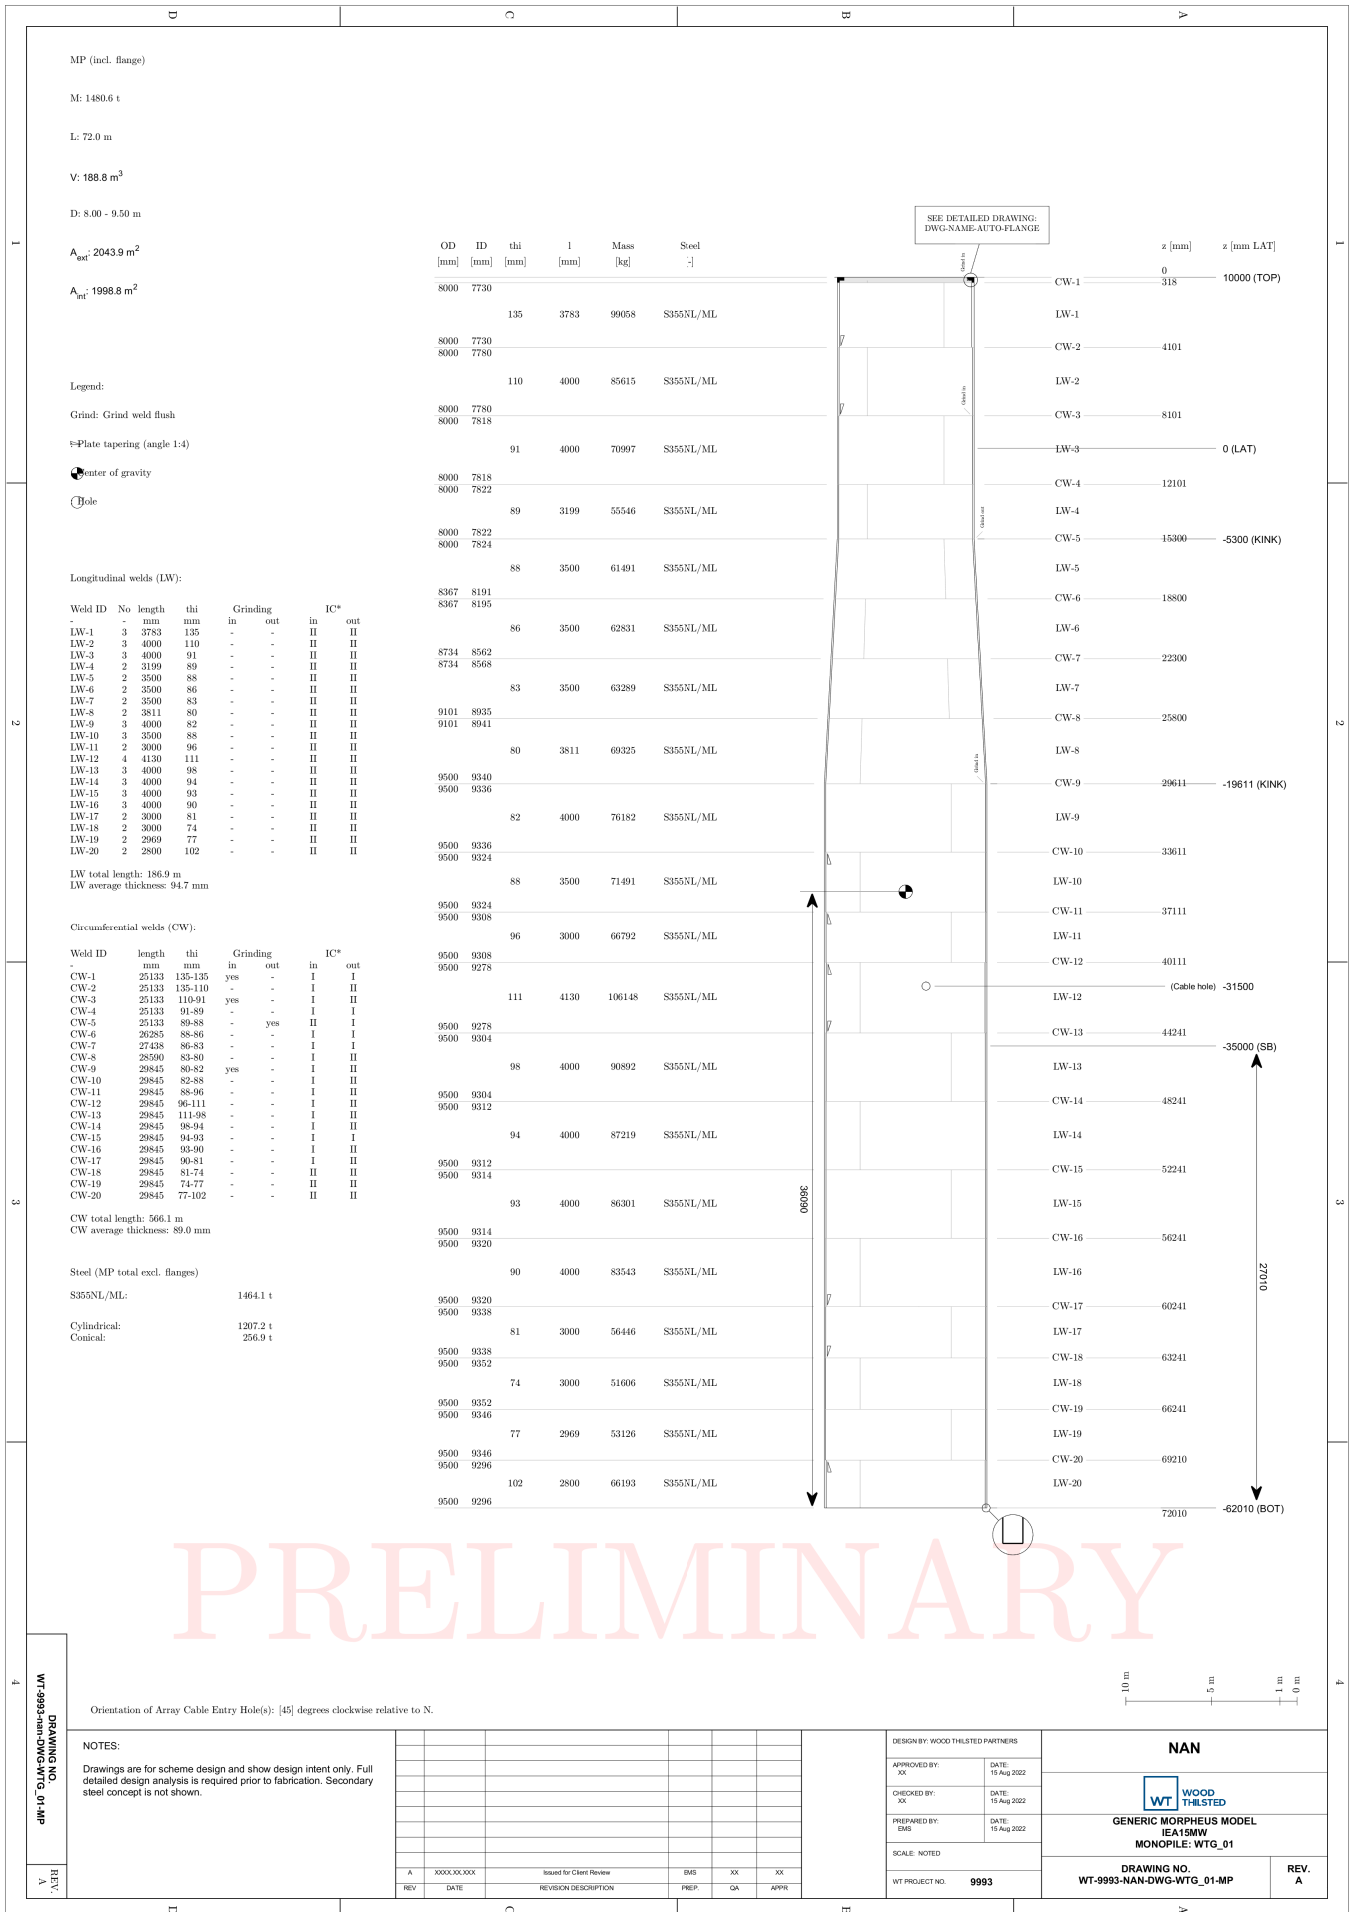 D C B A
MP (incl. flange)
M: 1480.6 t
L: 72.0 m
V: 188.8 m3
D: 8.00 - 9.50 m
Aext: 2043.9 m2
Aint: 1998.8 m2
Legend:
Grind: Grind weld flush
Plate tapering (angle 1:4)
enter of gravity
Hole
Longitudinal welds (LW):
Weld ID No length thi Grinding IC*
- - mm mm in out in out
LW-1 3 3783 135 - - II II
LW-2 3 4000 110 - - II II
LW-3 3 4000 91 - - II II
LW-4 2 3199 89 - - II II
LW-5 2 3500 88 - - II II
LW-6 2 3500 86 - - II II
LW-7 2 3500 83 - - II II
LW-8 2 3811 80 - - II II
LW-9 3 4000 82 - - II II
LW-10 3 3500 88 - - II II
LW-11 2 3000 96 - - II II
LW-12 4 4130 111 - - II II
LW-13 3 4000 98 - - II II
LW-14 3 4000 94 - - II II
LW-15 3 4000 93 - - II II
LW-16 3 4000 90 - - II II
LW-17 2 3000 81 - - II II
LW-18 2 3000 74 - - II II
LW-19 2 2969 77 - - II II
LW-20 2 2800 102 - - II II
LW total length: 186.9 m
LW average thickness: 94.7 mm
Circumferential welds (CW).
Weld ID length thi Grinding IC*
- mm mm in out in out
CW-1 25133 135-135 yes - I I
CW-2 25133 135-110 - - I II
CW-3 25133 110-91 yes - I II
CW-4 25133 91-89 - - I I
CW-5 25133 89-88 - yes II I
CW-6 26285 88-86 - - I I
CW-7 27438 86-83 - - I I
CW-8 28590 83-80 - - I II
CW-9 29845 80-82 yes - I II
CW-10 29845 82-88 - - I II
CW-11 29845 88-96 - - I II
CW-12 29845 96-111 - - I II
CW-13 29845 111-98 - - I II
CW-14 29845 98-94 - - I II
CW-15 29845 94-93 - - I I
CW-16 29845 93-90 - - I II
CW-17 29845 90-81 - - I II
CW-18 29845 81-74 - - II II
CW-19 29845 74-77 - - II II
CW-20 29845 77-102 - - II II
CW total length: 566.1 m
CW average thickness: 89.0 mm
Steel (MP total excl. flanges)
S355NL/ML: 1464.1 t
Cylindrical: 1207.2 t
Conical: 256.9 t
SEE DETAILED DRAWING:
DWG-NAME-AUTO-FLANGE
OD ID thi l Mass Steel z [mm] z [mm LAT]
[mm] [mm] [mm] [mm] [kg] [-]
0
10000 (TOP)
8000 7730 CW-1 318
135 3783 99058 S355NL/ML LW-1
8000 7730
8000 7780 CW-2 4101
110 4000 85615 S355NL/ML LW-2
8000 7780
8000 7818 CW-3 8101
91 4000 70997 S355NL/ML LW-3 0 (LAT)
8000 7818
8000 7822 CW-4 12101
89 3199 55546 S355NL/ML LW-4
8000 7822
8000 7824 CW-5 15300 -5300 (KINK)
88 3500 61491 S355NL/ML LW-5
8367 8191
8367 8195 CW-6 18800
86 3500 62831 S355NL/ML LW-6
8734 8562
8734 8568 CW-7 22300
83 3500 63289 S355NL/ML LW-7
9101 8935
9101 8941 CW-8 25800
80 3811 69325 S355NL/ML LW-8
9500 9340
9500 9336 CW-9 29611 -19611 (KINK)
82 4000 76182 S355NL/ML LW-9
9500 9336
9500 9324 CW-10 33611
88 3500 71491 S355NL/ML LW-10
9500 9324
9500 9308 CW-11 37111
96 3000 66792 S355NL/ML LW-11
9500 9308
9500 9278 CW-12 40111
(Cable hole) -31500
111 4130 106148 S355NL/ML LW-12
9500 9278
9500 9304 CW-13 44241
-35000 (SB)
98 4000 90892 S355NL/ML LW-13
9500 9304
9500 9312 CW-14 48241
94 4000 87219 S355NL/ML LW-14
9500 9312
9500 9314 CW-15 52241
93 4000 86301 S355NL/ML LW-15
9500 9314
9500 9320 CW-16 56241
90 4000 83543 S355NL/ML LW-16
9500 9320
9500 9338 CW-17 60241
81 3000 56446 S355NL/ML LW-17
9500 9338
9500 9352 CW-18 63241
74 3000 51606 S355NL/ML LW-18
9500 9352
9500 9346 CW-19 66241
77 2969 53126 S355NL/ML LW-19
9500 9346
9500 9296 CW-20 69210
102 2800 66193 S355NL/ML LW-20
9500 9296
72010 -62010 (BOT)
Grind in
Grind in
Grind out
Grind in
36090
27010
1 1
2 2
3 3
4 4
PRELIMINARY
10 m 5 m 1 m 0 m
Orientation of Array Cable Entry Hole(s): [45] degrees clockwise relative to N.
DRAWING NO.
WT-9993-nan-DWG-WTG_01-MP
REV.
A
NOTES:
Drawings are for scheme design and show design intent only. Full
detailed design analysis is required prior to fabrication. Secondary
steel concept is not shown.
A XXXX.XX.XXX Issued for Client Review EMS XX XX
REV DATE REVISION DESCRIPTION PREP. QA APPR
DESIGN BY: WOOD THILSTED PARTNERS
APPROVED BY: DATE:
XX 15 Aug 2022
CHECKED BY: DATE:
XX 15 Aug 2022
PREPARED BY: DATE:
EMS 15 Aug 2022
SCALE: NOTED
WT PROJECT NO. 9993
NAN
WT WOOD THILSTED
GENERIC MORPHEUS MODEL
IEA15MW
MONOPILE: WTG_01
DRAWING NO.
WT-9993-NAN-DWG-WTG_01-MP
REV.
A
D C B A